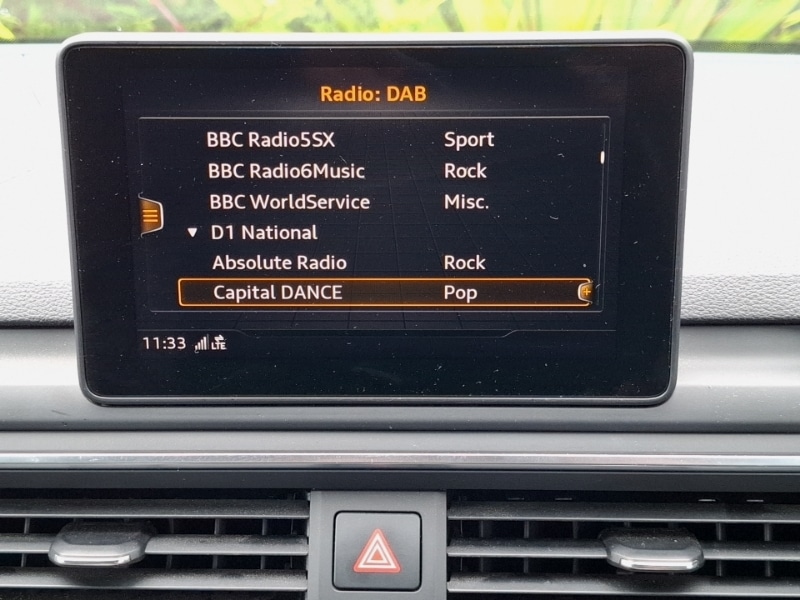 Radio: DAB
BBC Radio5SX Sport
BBC Radio6Music Rock
BBC WorldService Misc.
D1 National
Absolute Radio Rock
Capital DANCE Pop
11:33 LTE